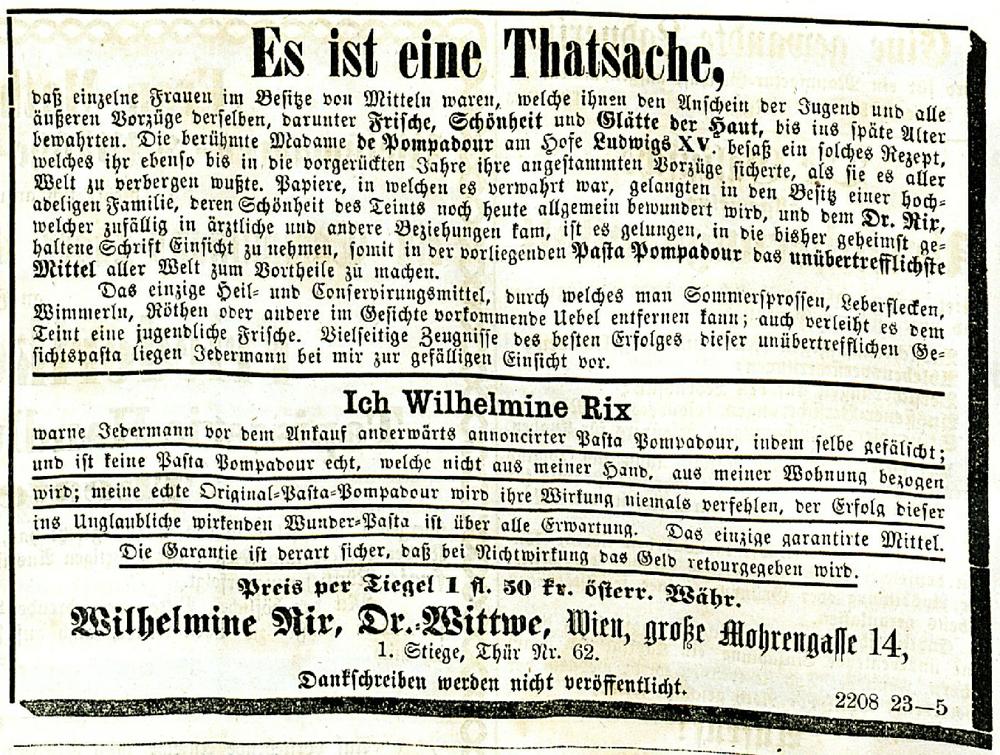 Es ist eine Thatsache,
daß einzelne Frauen im Besitze von Mitteln waren, welche ihnen den Anschein der Jugend und alle
äußeren Vorzüge derselben, darunter Frische, Schönheit und Glätte der Haut, bis ins späte Alter
bewahrten. Die berühmte Madame de Pompadour am Hofe Ludwigs XV. besaß ein solches Rezept,
welches ihr ebenso bis in die vorgerückten Jahre ihre angestammten Vorzüge sicherte, als sie es aller
Welt zu verbergen wußte. Papiere, in welchen es verwahrt war, gelangten in den Besitz einer hoch-
adeligen Familie, deren Schönheit des Teints noch heute allgemein bewundert wird, und dem Dr. Rix,
welcher zufällig in ärztliche und andere Beziehungen kam, ist es gelungen, in die bisher geheimst ge-
haltene Schrift Einsicht zu nehmen, somit in der vorliegenden Pasta Pompadour das unübertrefflichste
Mittel aller Welt zum Vortheile zu machen.
Das einzige Heil- und Conservirungsmittel, durch welches man Sommersprossen, Leberflecken,
Wimmerln, Röthen oder andere im Gesichte vorkommende Uebel entfernen kann; auch verleiht es dem
Teint eine jugendliche Frische. Vielseitige Zeugnisse des besten Erfolges dieser unübertrefflichen Ge-
sichtspasta liegen Jedermann bei mir zur gefälligen Einsicht vor.
Ich Wilhelmine Rix
warne Jedermann vor dem Ankauf anderwärts annoncirter Pasta Pompadour, indem selbe gefälscht;
und ist keine Pasta Pompadour echt, welche nicht aus meiner Hand, aus meiner Wohnung bezogen
wird; meine echte Original-Pasta-Pompadour wird ihre Wirkung niemals verfehlen, der Erfolg dieser
ins Unglaubliche wirkenden Wunder-Pasta ist über alle Erwartung. Das einzige garantirte Mittel.
Die Garantie ist derart sicher, daß bei Nichtwirkung das Geld retourgegeben wird.
Preis per Tiegel 1 fl. 50 kr. österr. Währ.
Wilhelmine Rix, Dr.-Wittwe, Wien, große Mohrengasse 14,
1. Stiege, Thür Nr. 62.
Dankschreiben werden nicht veröffentlicht.
2208 23—5